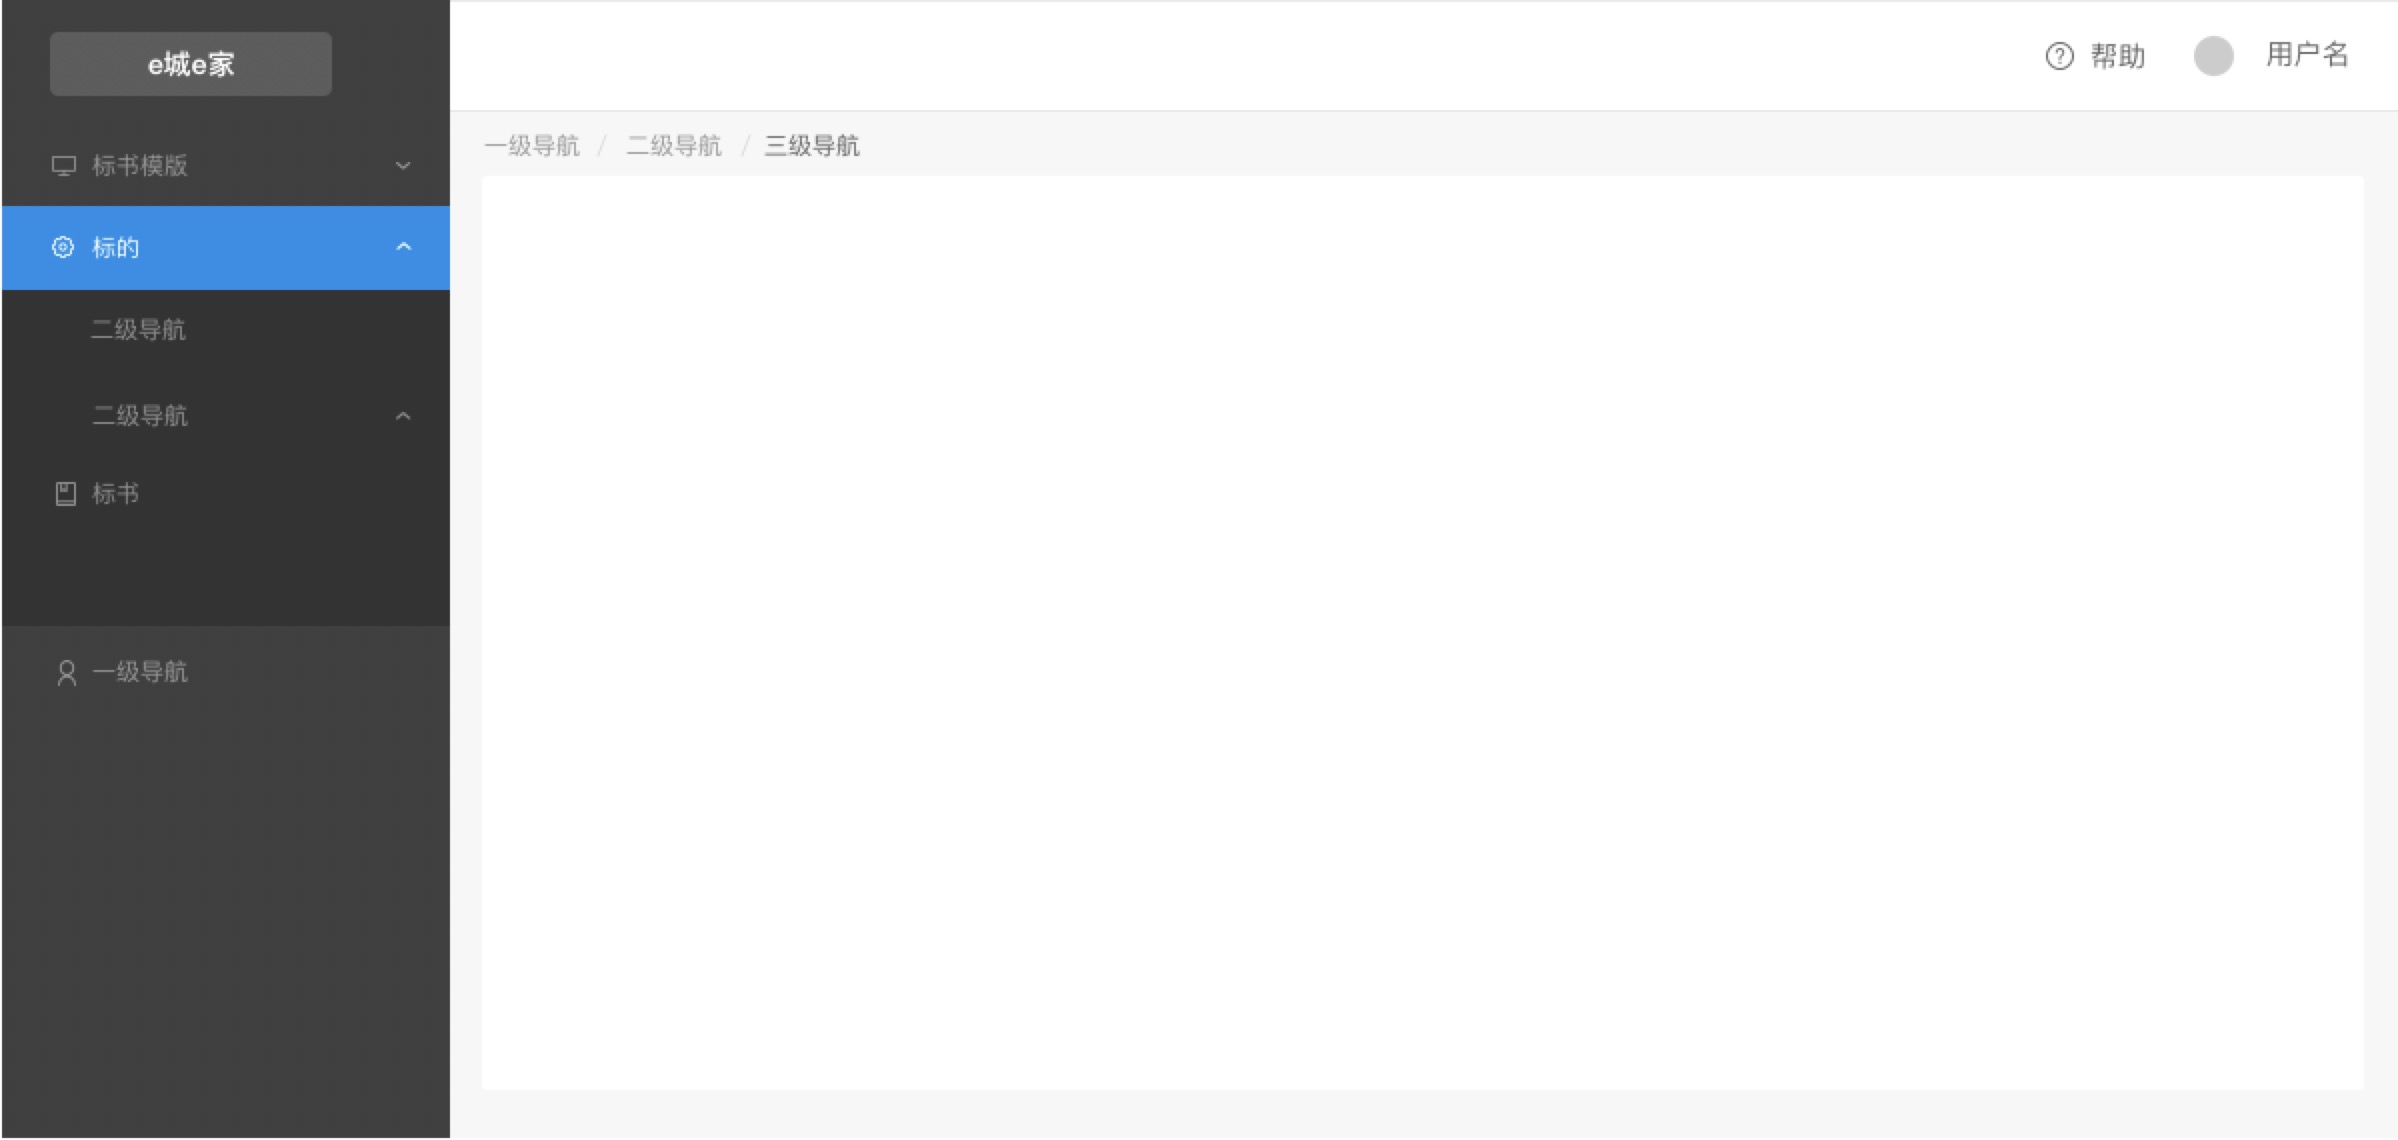 e城e家
标书模版
标的
二级导航
二级导航
标书
一级导航
帮助 用户名
一级导航 / 二级导航 / 三级导航